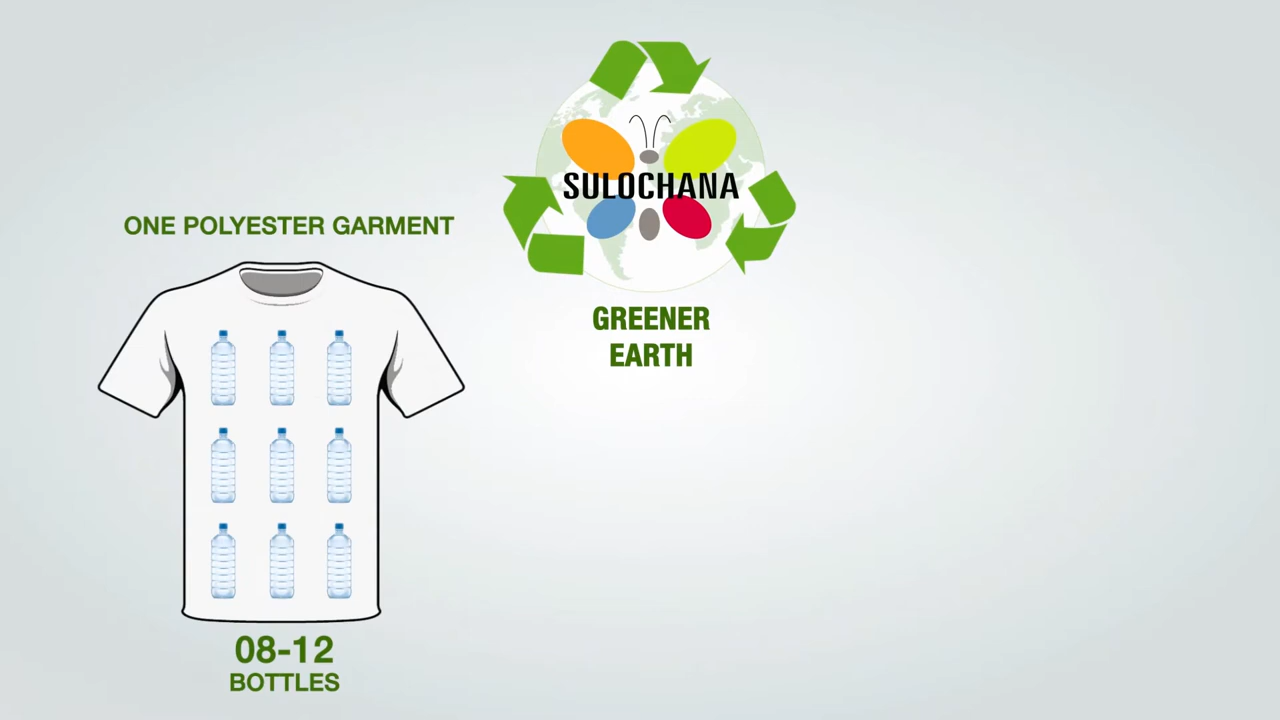 SULOCHANA
GREENER
EARTH
ONE POLYESTER GARMENT
08-12
BOTTLES